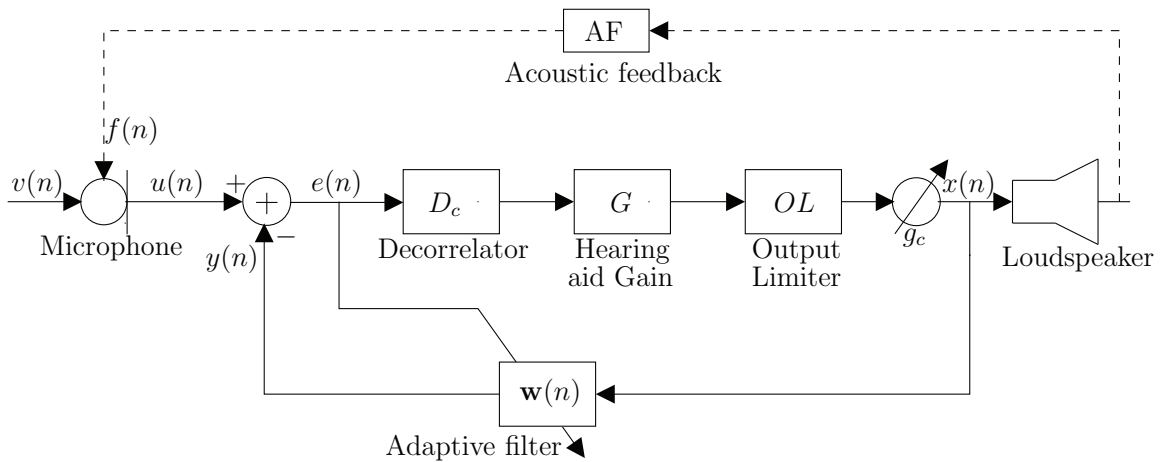 AF
Acoustic feedback
f(n)
v(n)
u(n)
+
+
e(n)
D_c
G
OL
x(n)
g_c
−
y(n)
Microphone
Decorrelator
Hearing
aid Gain
Output
Limiter
Loudspeaker
w(n)
Adaptive filter